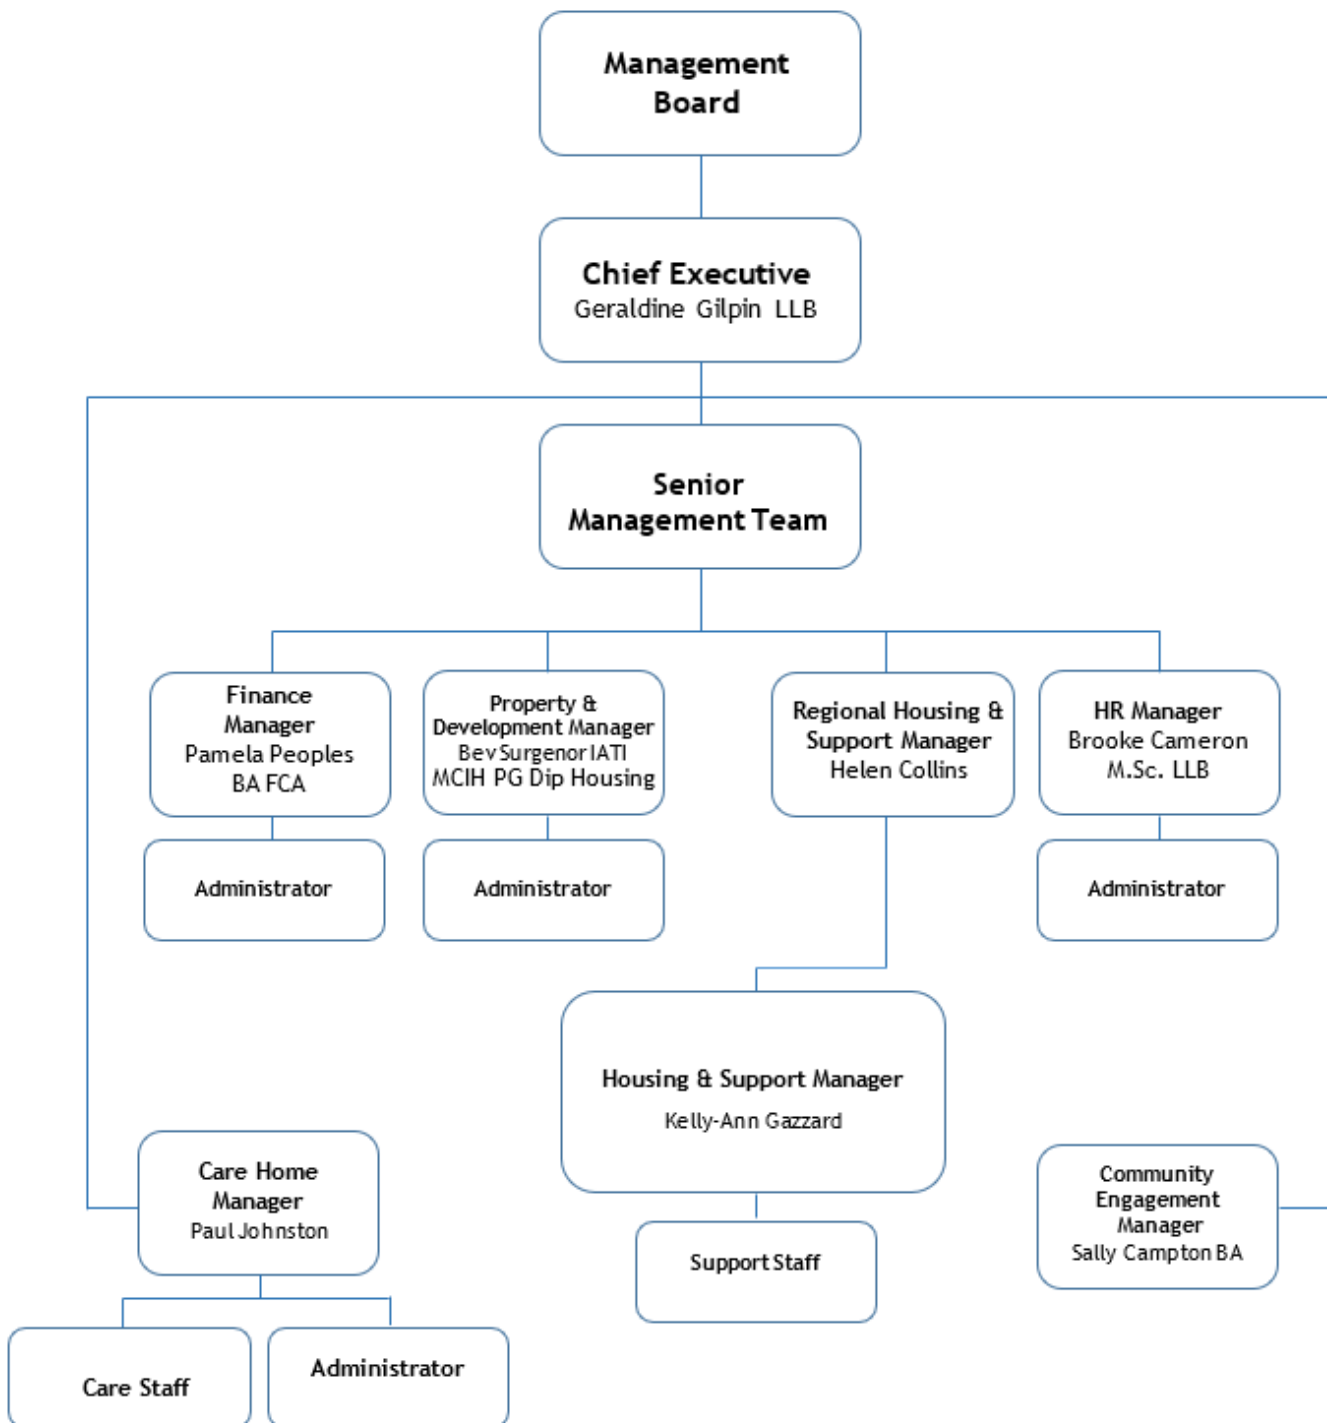 Management
Board
Chief Executive
Geraldine Gilpin LLB
Senior
Management Team
Finance
Manager
Pamela Peoples
BA FCA
Property &
Development Manager
Bev Surgenor IATI
MCIH PG Dip Housing
Regional Housing &
Support Manager
Helen Collins
HR Manager
Brooke Cameron
M.Sc. LLB
Administrator
Administrator
Administrator
Housing & Support Manager
Kelly-Ann Gazzard
Care Home
Manager
Paul Johnston
Community
Engagement
Manager
Sally Campton BA
Support Staff
Care Staff
Administrator